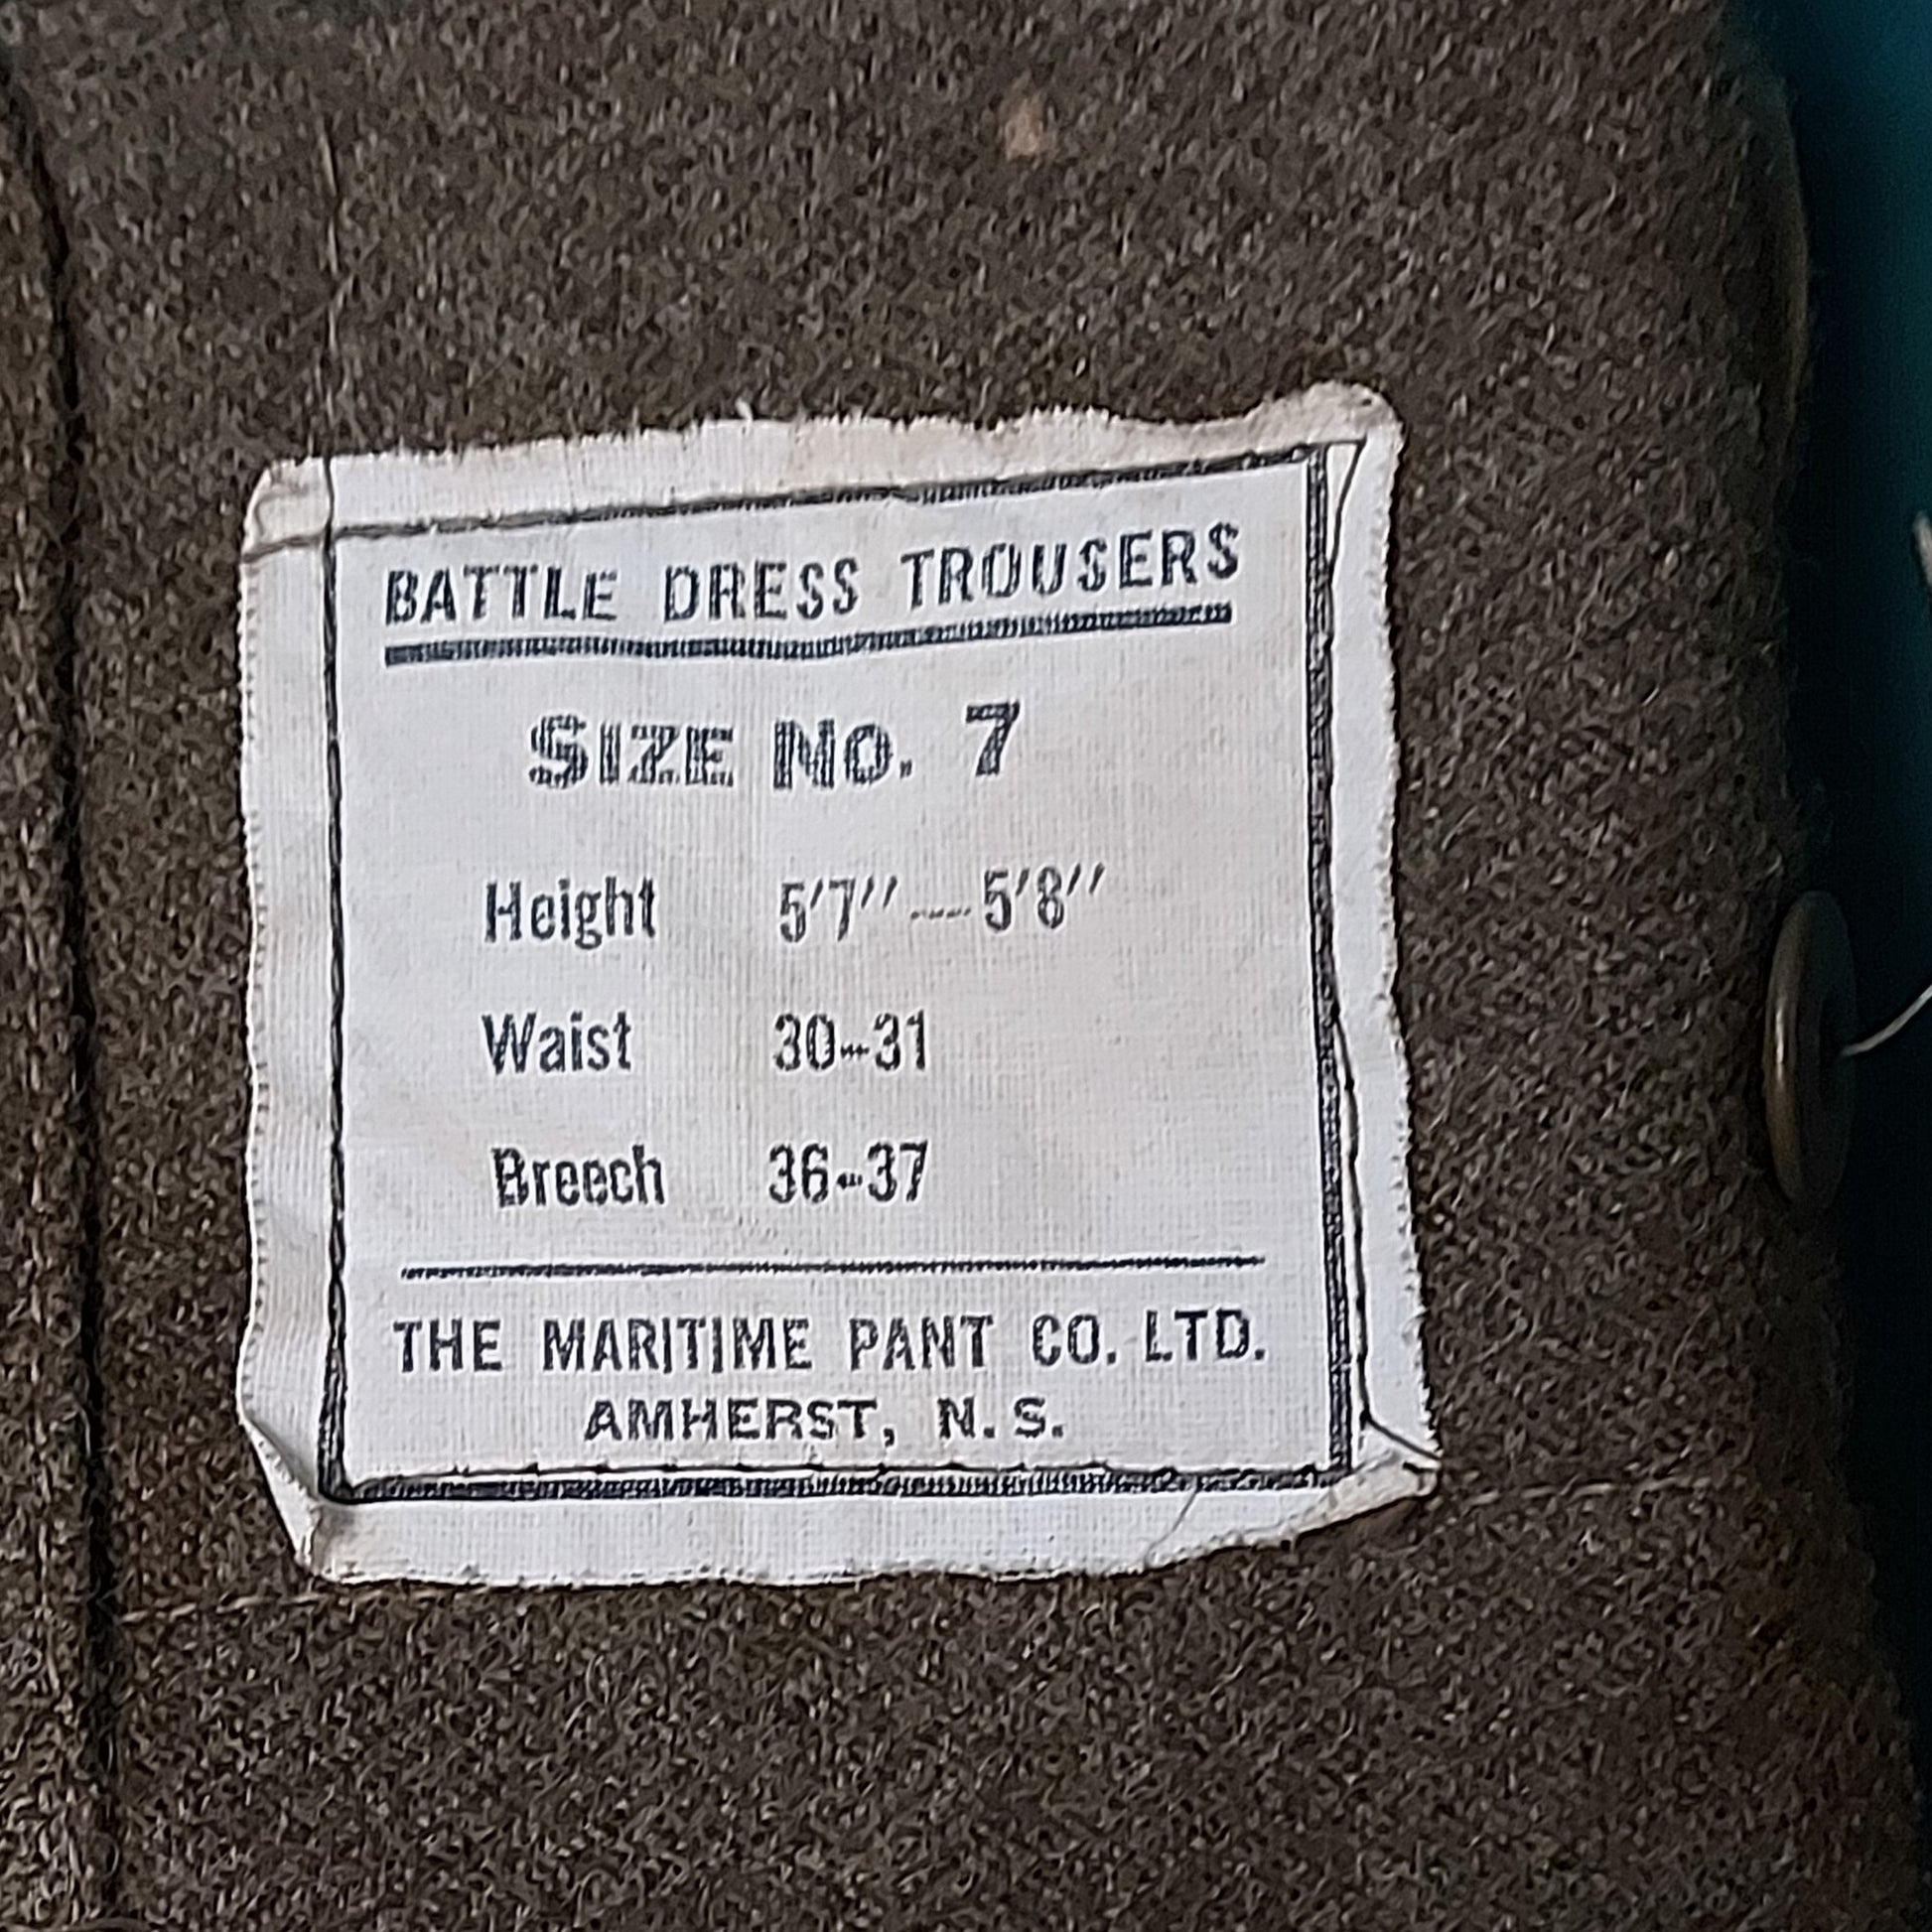 BATTLE DRESS TROUSERS
SIZE NO. 7
Height 5'7" — 5'8"
Waist 30-31
Breech 36-37
THE MARITIME PANT CO. LTD.
AMHERST, N. S.